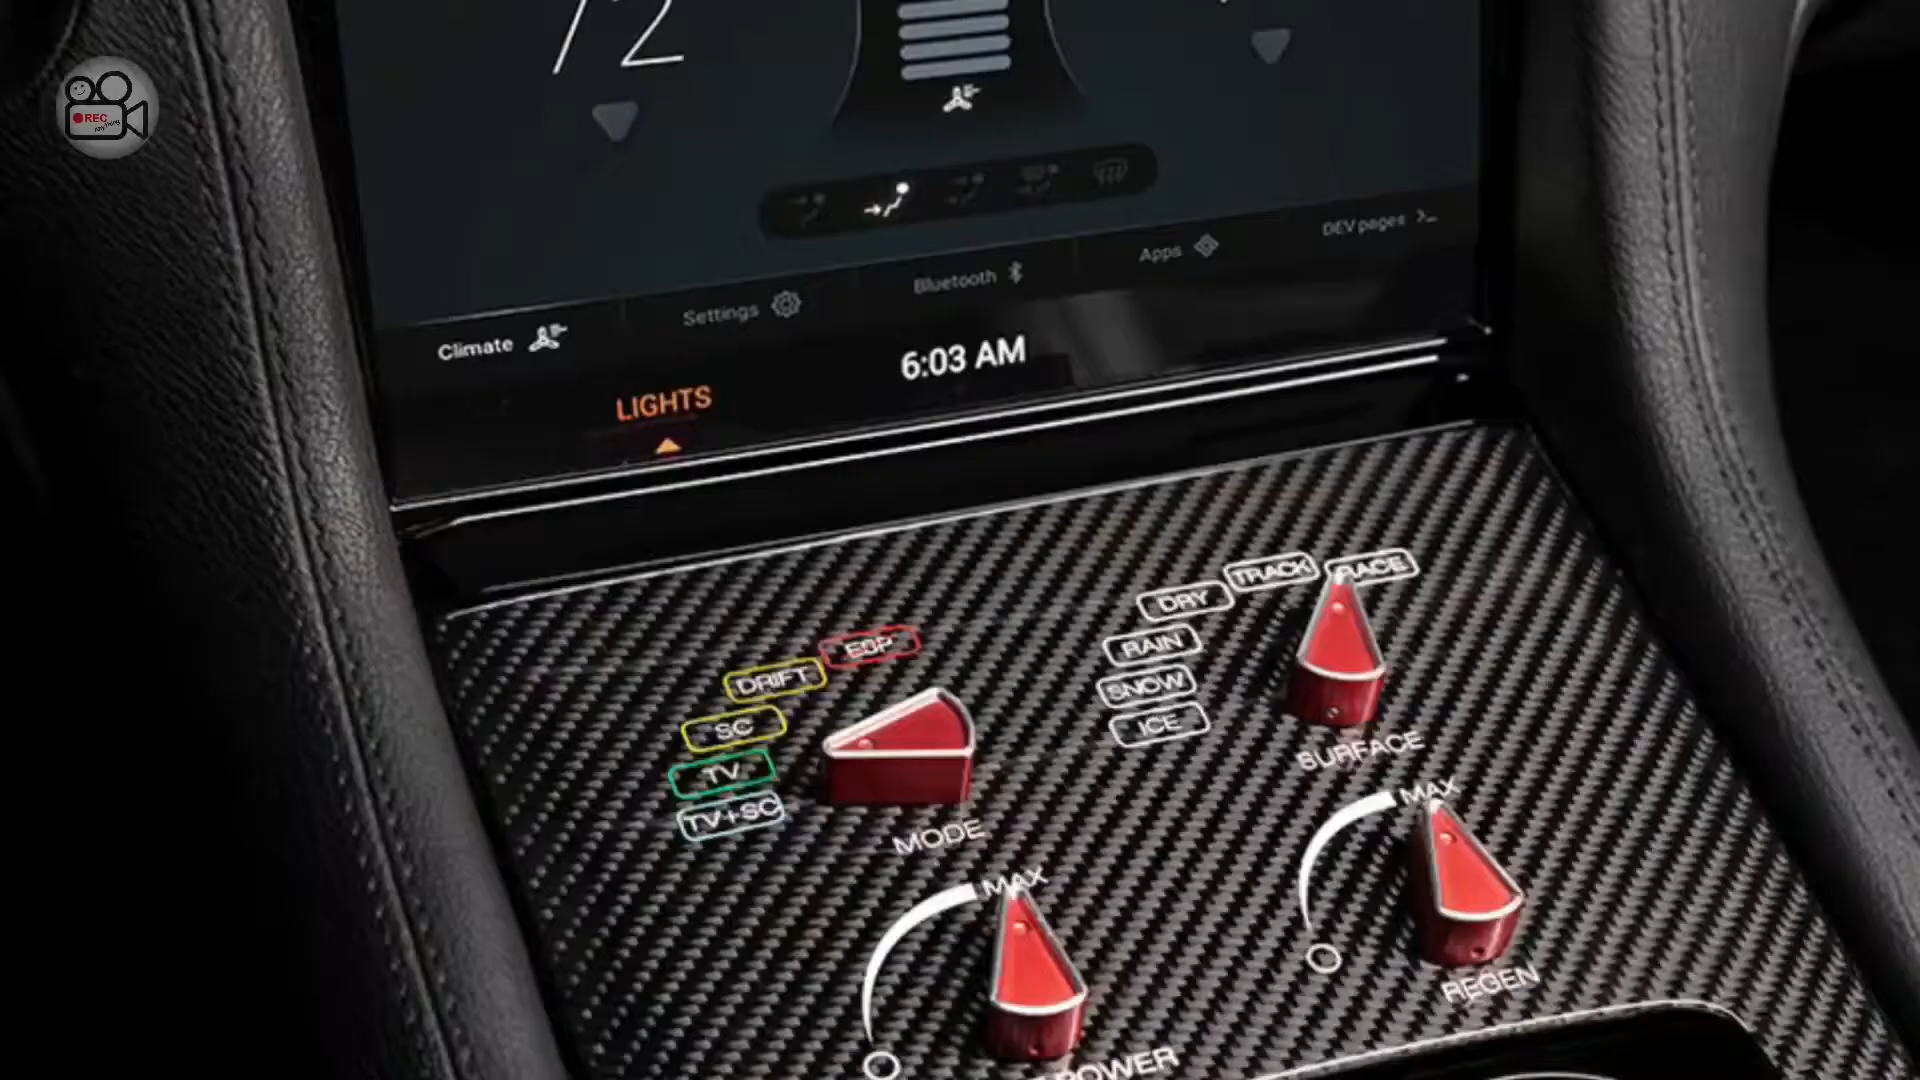 72
REC
Climate
Settings
Bluetooth
Apps
DEV pages >_
6:03 AM
LIGHTS
ESP
DRIFT
SC
TV
TV+SC
MODE
RACE
TRACK
DRY
RAIN
SNOW
ICE
SURFACE
MAX
REGEN
MAX
POWER